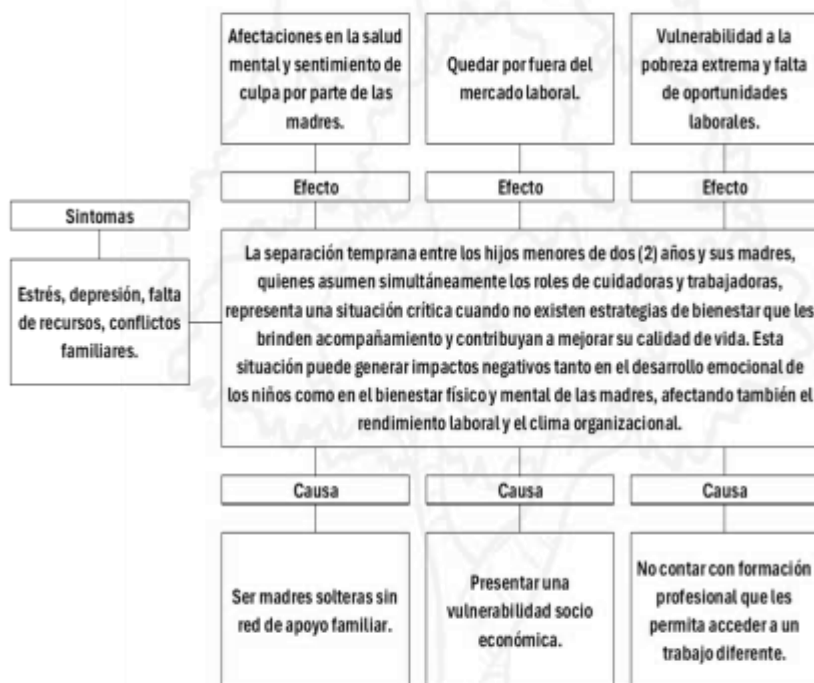 Afectaciones en la salud
mental y sentimiento de
culpa por parte de las
madres.
Quedar por fuera del
mercado laboral.
Vulnerabilidad a la
pobreza extrema y falta
de oportunidades
laborales.
Efecto
Efecto
Efecto
Sintomas
Estrés, depresión, falta
de recursos, conflictos
familiares.
La separación temprana entre los hijos menores de dos (2) años y sus madres,
quienes asumen simultáneamente los roles de cuidadoras y trabajadoras,
representa una situación crítica cuando no existen estrategias de bienestar que les
brinden acompañamiento y contribuyan a mejorar su calidad de vida. Esta
situación puede generar impactos negativos tanto en el desarrollo emocional de
los niños como en el bienestar físico y mental de las madres, afectando también el
rendimiento laboral y el clima organizacional.
Causa
Causa
Causa
Ser madres solteras sin
red de apoyo familiar.
Presentar una
vulnerabilidad socio
económica.
No contar con formación
profesional que les
permita acceder a un
trabajo diferente.